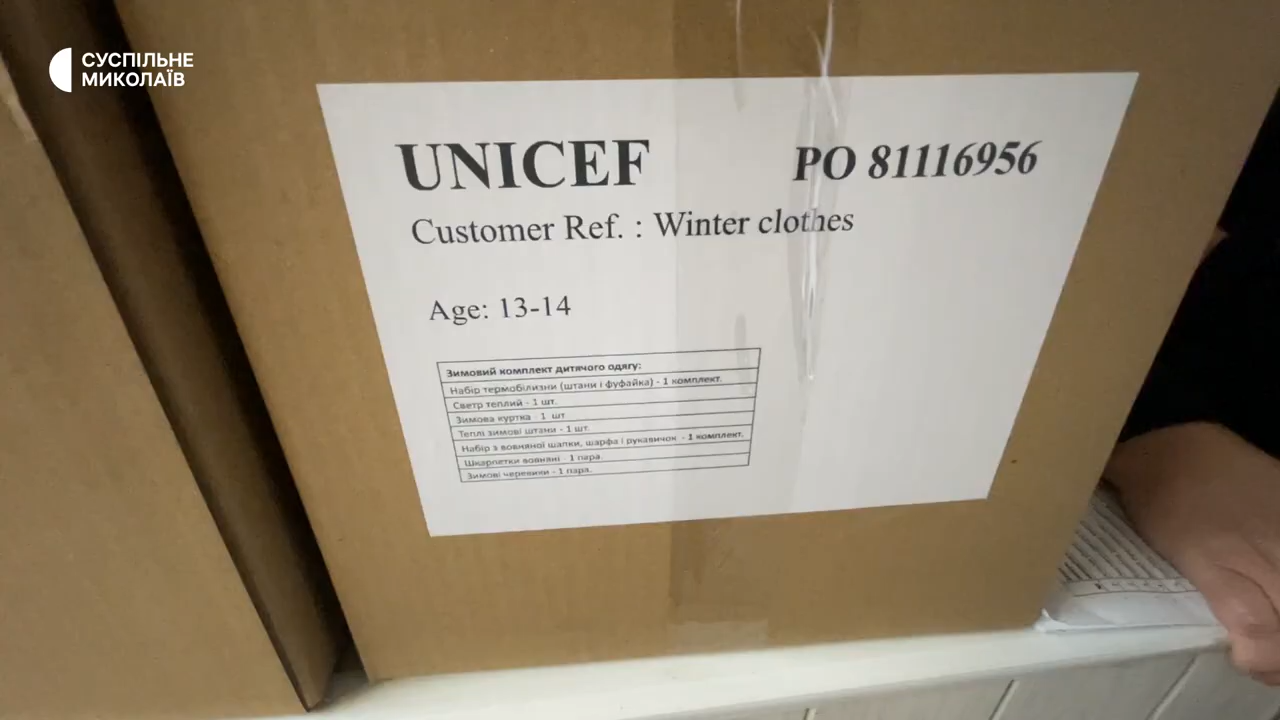 СУСПІЛЬНЕ
МИКОЛАЇВ
UNICEF PO 81116956
Customer Ref. : Winter clothes
Age: 13-14
Зимовий комплект дитячого одягу:
Набір термобілизни (штани і фуфайка) - 1 комплект.
Светр теплий - 1 шт.
Зимова куртка - 1 шт
Теплі зимові штани - 1 шт.
Набір з вовняної шапки, шарфа і рукавичок - 1 комплект.
Шкарпетки вовняні - 1 пара.
Зимові черевики - 1 пара.